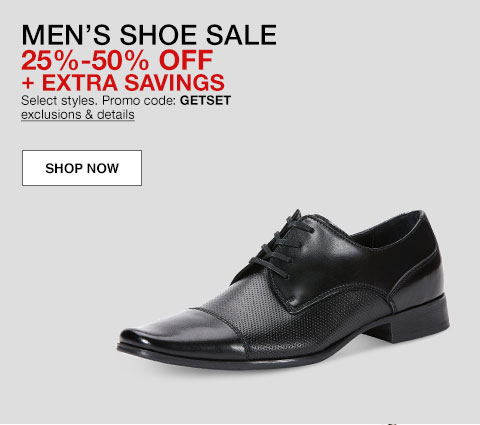 MEN'S SHOE SALE
25%-50% OFF
+ EXTRA SAVINGS
Select styles. Promo code: GETSET
exclusions & details
SHOP NOW